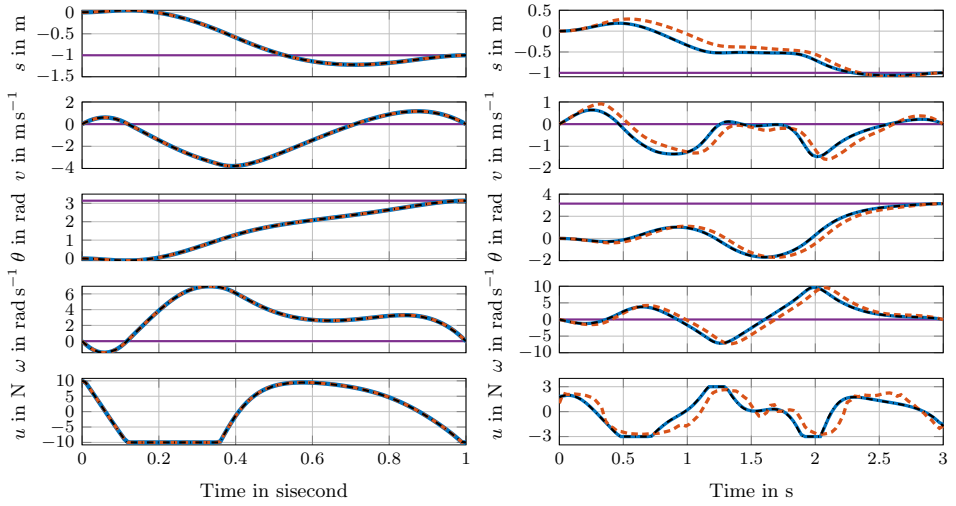 0
−0.5
−1
−1.5
s in m
2
0
−2
−4
v in m s−1
3
2
1
0
θ in rad
6
4
2
0
ω in rad s−1
10
5
0
−5
−10
u in N
0 0.2 0.4 0.6 0.8 1
Time in sisecond
0.5
0
−0.5
−1
s in m
1
0
−1
−2
v in m s−1
4
2
0
−2
θ in rad
10
5
0
−5
−10
ω in rad s−1
3
0
−3
u in N
0 0.5 1 1.5 2 2.5 3
Time in s